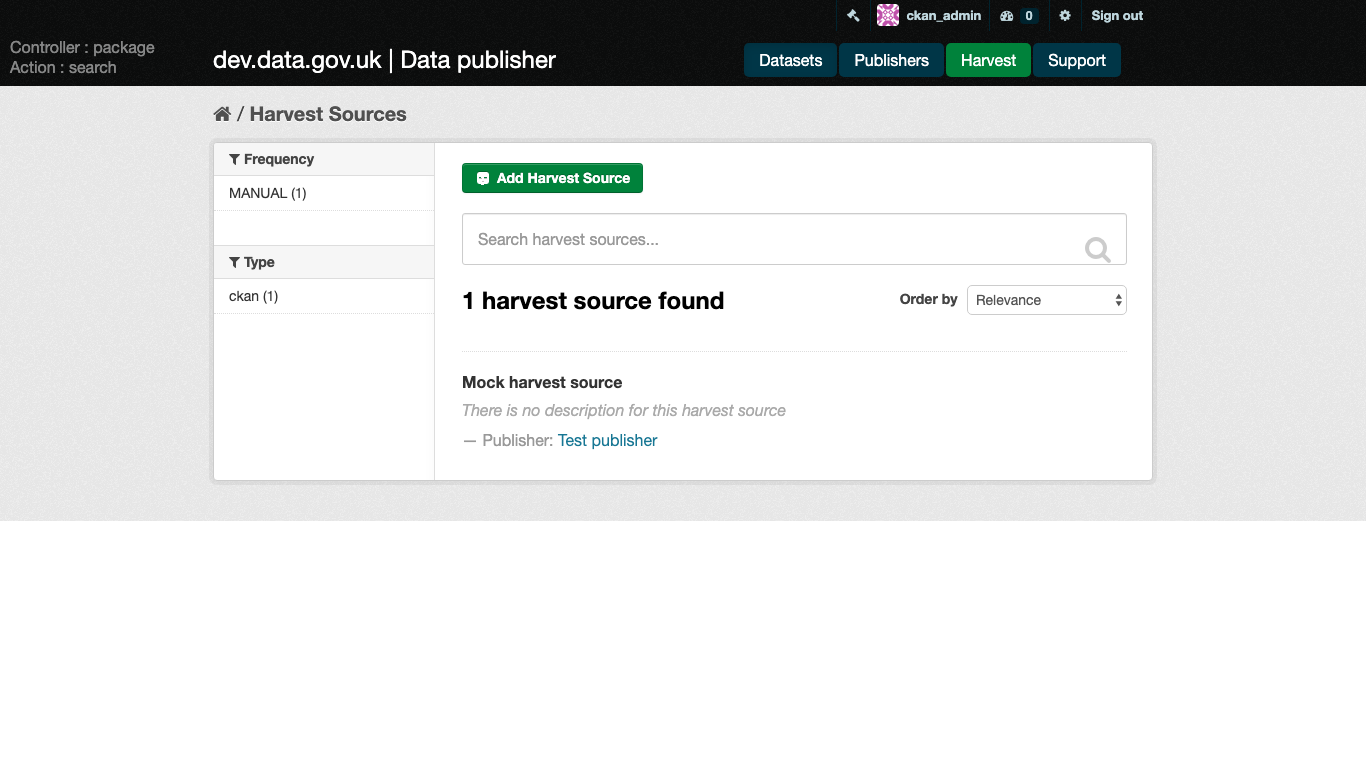 ckan_admin 0 Sign out
Controller : package
Action : search
dev.data.gov.uk | Data publisher
Datasets Publishers Harvest Support
/ Harvest Sources
Frequency
MANUAL (1)
Type
ckan (1)
Add Harvest Source
Search harvest sources...
1 harvest source found
Order by Relevance
Mock harvest source
There is no description for this harvest source
— Publisher: Test publisher